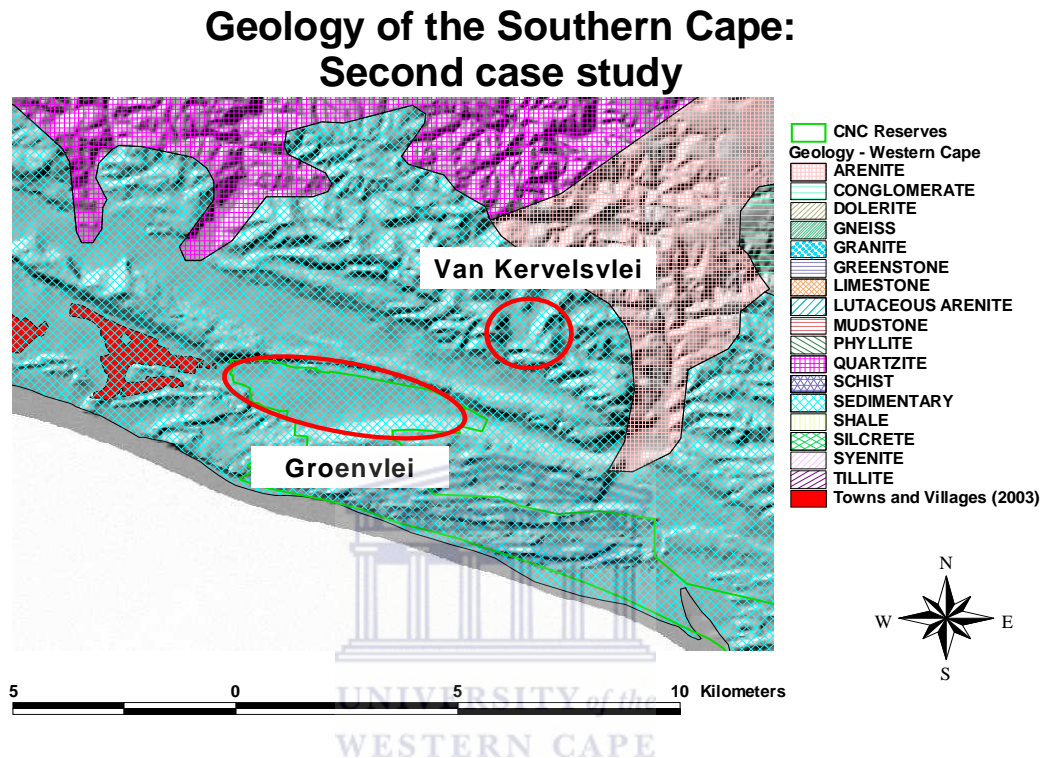 Geology of the Southern Cape:
Second case study
Van Kervelsvlei
Groenvlei
CNC Reserves
Geology - Western Cape
ARENITE
CONGLOMERATE
DOLERITE
GNEISS
GRANITE
GREENSTONE
LIMESTONE
LUTACEOUS ARENITE
MUDSTONE
PHYLLITE
QUARTZITE
SCHIST
SEDIMENTARY
SHALE
SILCRETE
SYENITE
TILLITE
Towns and Villages (2003)
N
W E
S
5 0 5 10 Kilometers
UNIVERSITY of the
WESTERN CAPE